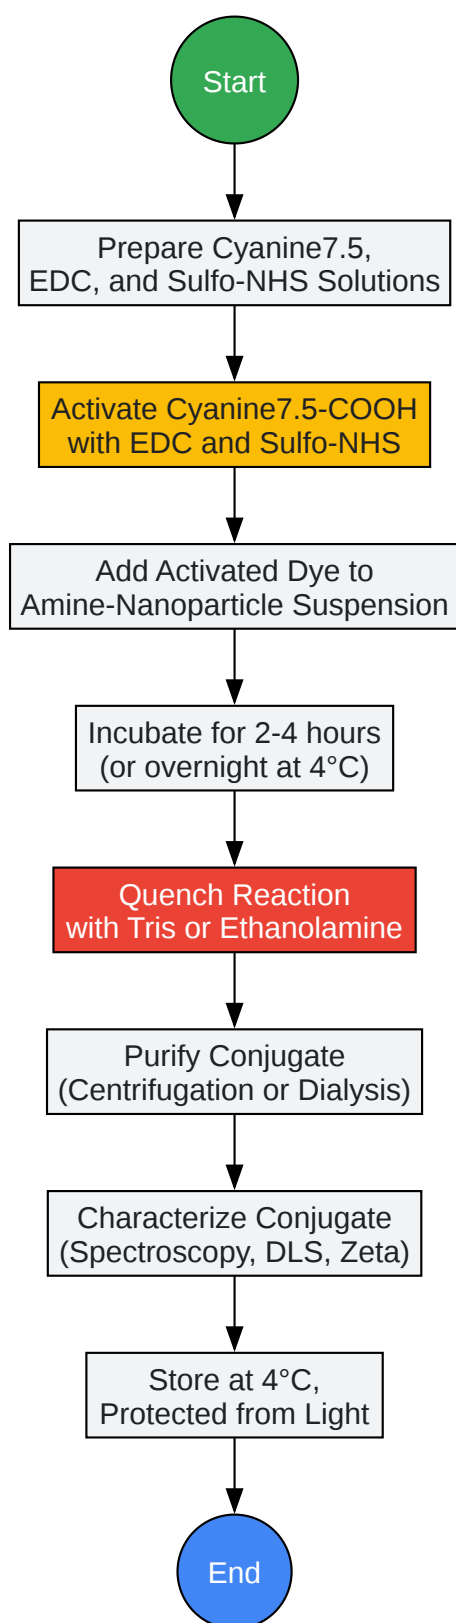 Start
Prepare Cyanine7.5,
EDC, and Sulfo-NHS Solutions
Activate Cyanine7.5-COOH
with EDC and Sulfo-NHS
Add Activated Dye to
Amine-Nanoparticle Suspension
Incubate for 2-4 hours
(or overnight at 4°C)
Quench Reaction
with Tris or Ethanolamine
Purify Conjugate
(Centrifugation or Dialysis)
Characterize Conjugate
(Spectroscopy, DLS, Zeta)
Store at 4°C,
Protected from Light
End